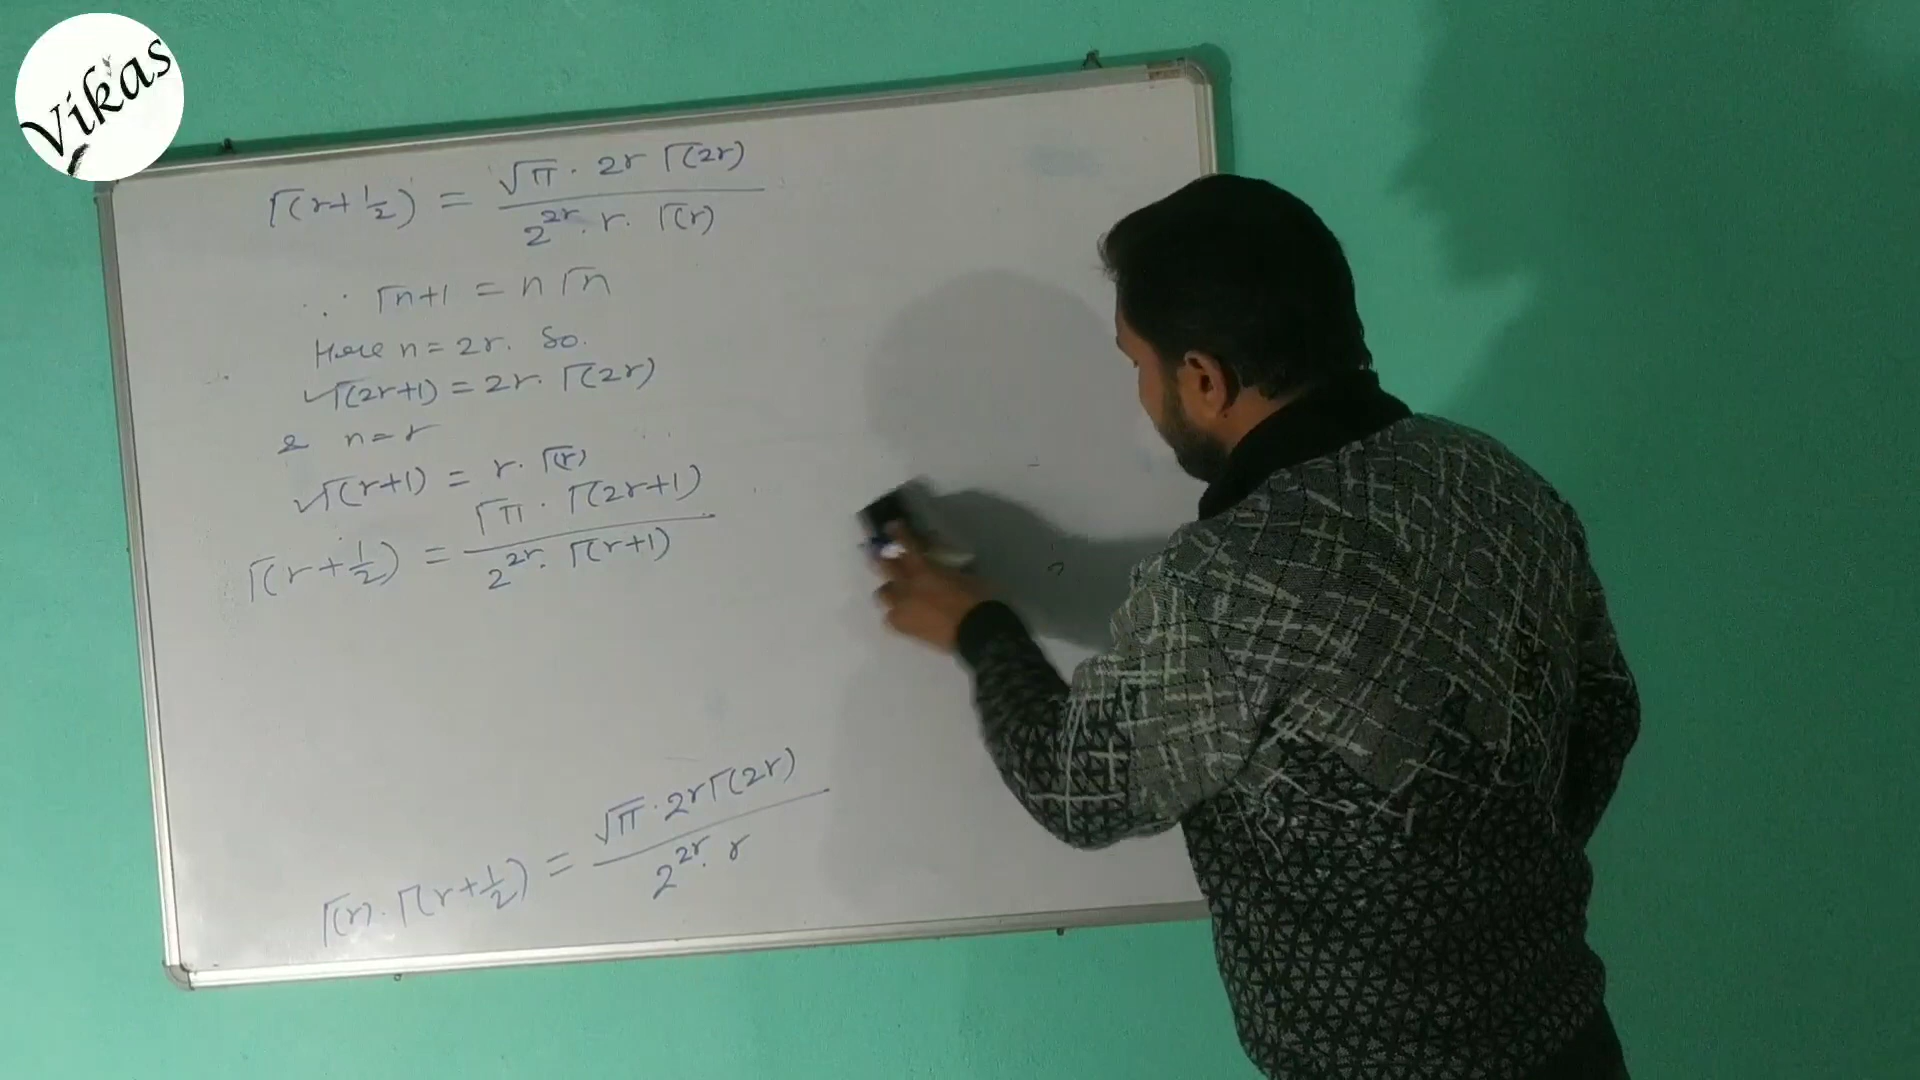 Vikas
Γ(r+1/2) = √π · 2r Γ(2r) / 2^2r · r · Γ(r)
∵ Γn+1 = n Γn
Here n = 2r. So.
✓Γ(2r+1) = 2r · Γ(2r)
& n = r
✓Γ(r+1) = r · Γ(r)
Γ(r+1/2) = √π · Γ(2r+1) / 2^2r · Γ(r+1)
Γ(r) · Γ(r+1/2) = √π · 2r Γ(2r) / 2^2r · r